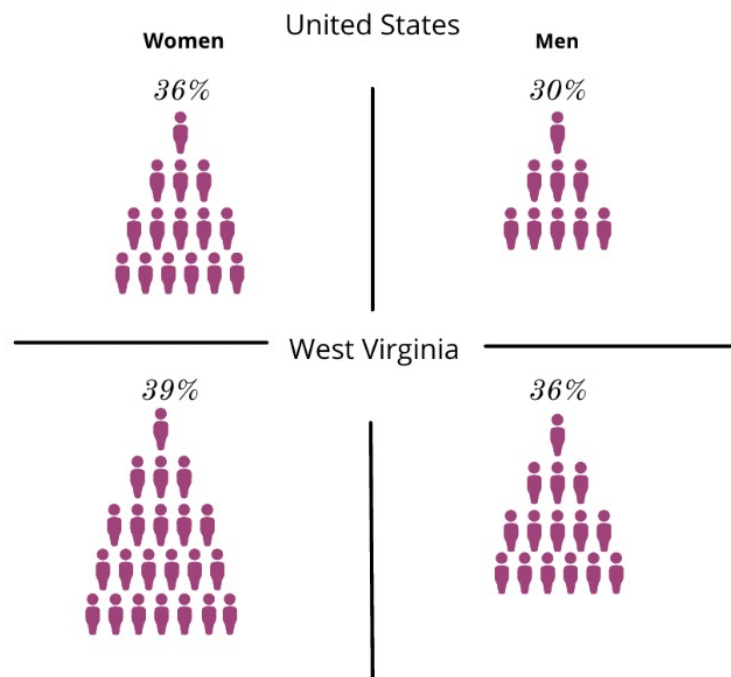 United States
Women
Men
36%
30%
West Virginia
39%
36%